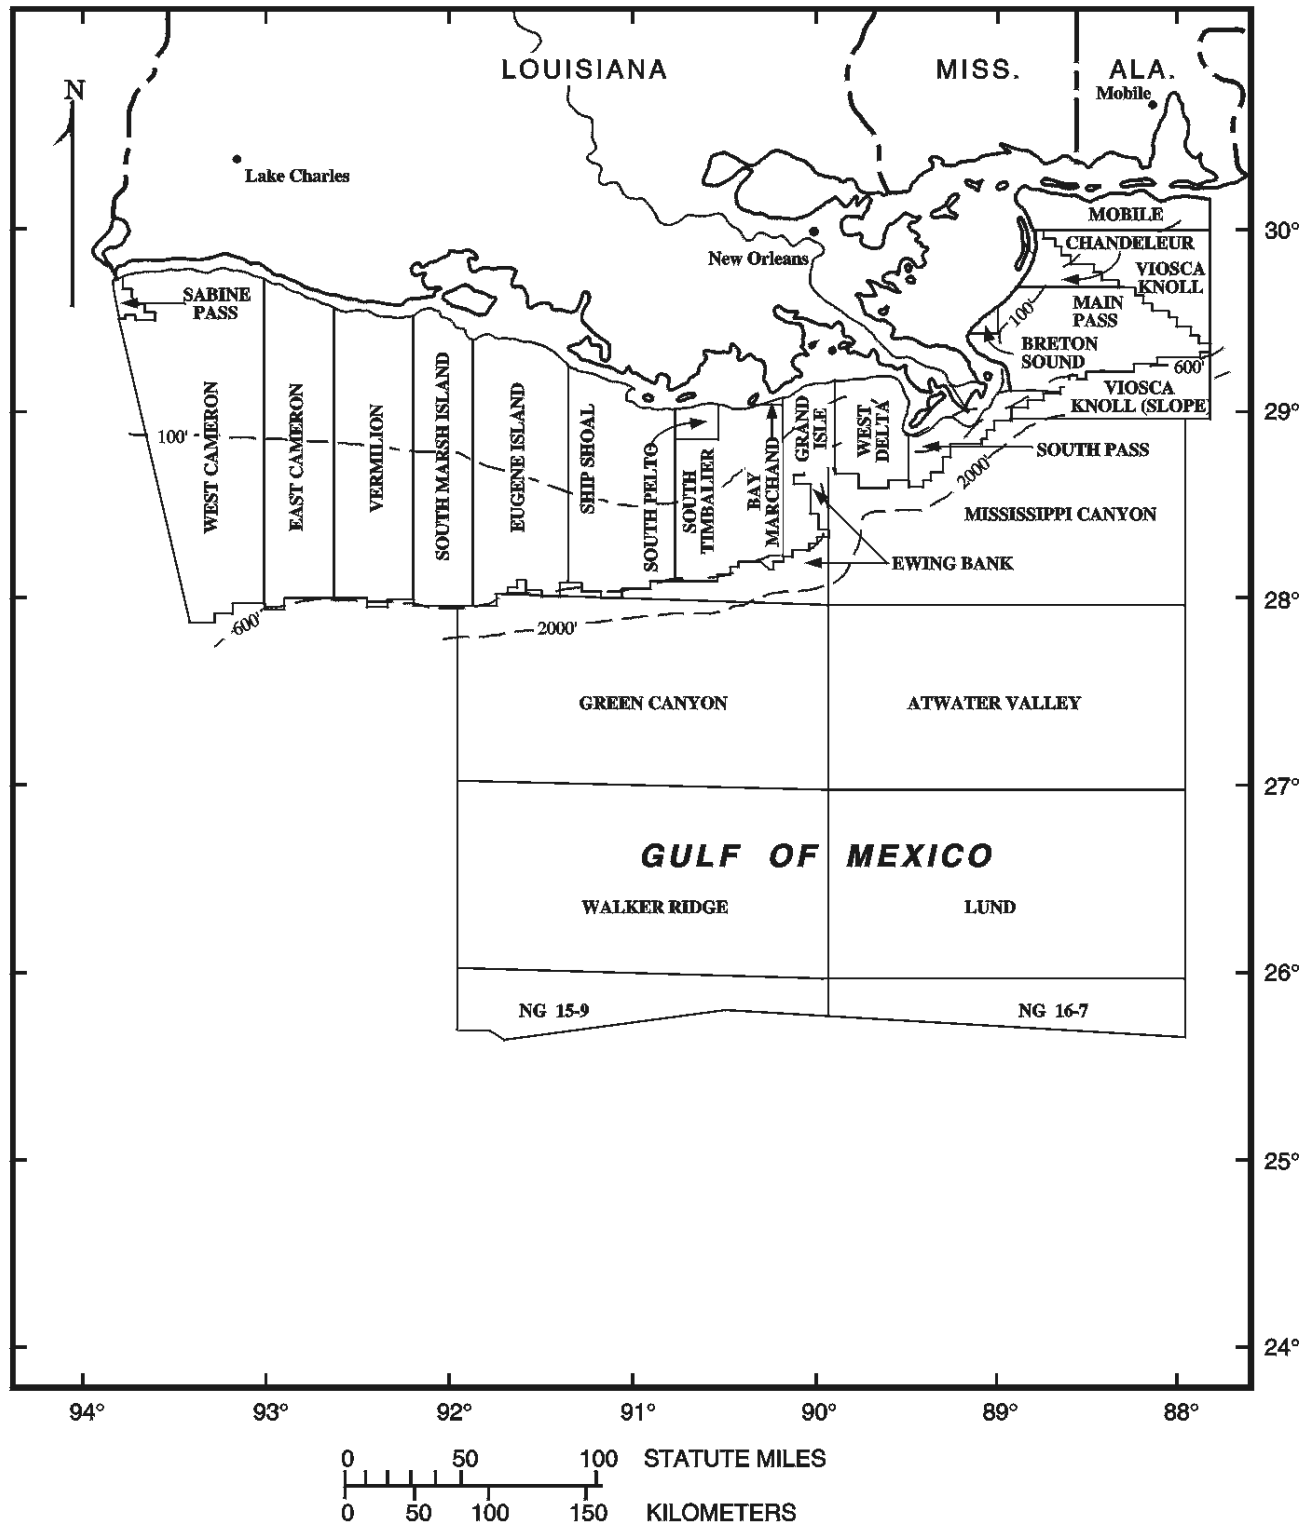 LOUISIANA
MISS.
ALA.
Mobile
N
Lake Charles
New Orleans
MOBILE
30°
CHANDELEUR
VIOSCA
KNOLL
SABINE
PASS
MAIN
PASS
100'
BRETON
SOUND
600'
VIOSCA
KNOLL (SLOPE)
29°
WEST CAMERON
EAST CAMERON
VERMILION
SOUTH MARSH ISLAND
EUGENE ISLAND
SHIP SHOAL
SOUTH PELTO
SOUTH
TIMBALIER
BAY
MARCHAND
GRAND
ISLE
WEST
DELTA
100'
SOUTH PASS
2000'
MISSISSIPPI CANYON
EWING BANK
28°
600'
2000'
GREEN CANYON
ATWATER VALLEY
27°
GULF OF MEXICO
WALKER RIDGE
LUND
26°
NG 15-9
NG 16-7
25°
24°
94°
93°
92°
91°
90°
89°
88°
0 50 100 STATUTE MILES
0 50 100 150 KILOMETERS